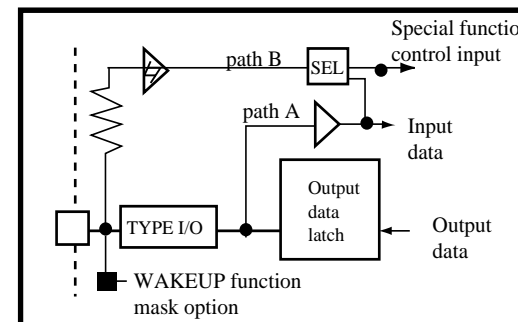 Special function
control input
path B
SEL
path A
Input
data
Output
data
latch
TYPE I/O
Output
data
WAKEUP function
mask option